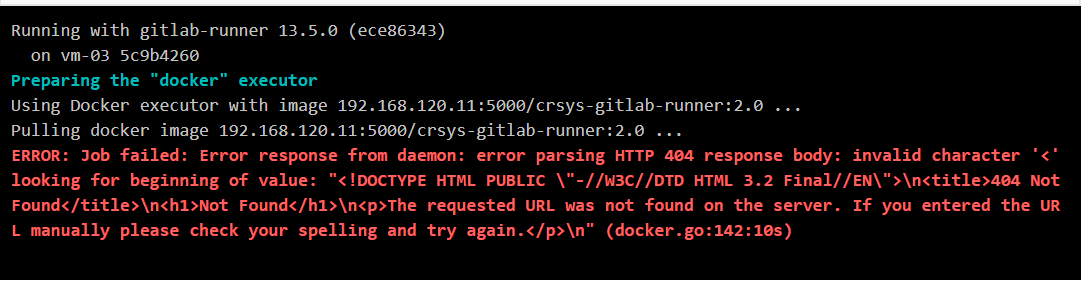 Running with gitlab-runner 13.5.0 (ece86343)
on vm-03 5c9b4260
Preparing the "docker" executor
Using Docker executor with image 192.168.120.11:5000/crsys-gitlab-runner:2.0 ...
Pulling docker image 192.168.120.11:5000/crsys-gitlab-runner:2.0 ...
ERROR: Job failed: Error response from daemon: error parsing HTTP 404 response body: invalid character '<'
looking for beginning of value: "<!DOCTYPE HTML PUBLIC \"-//W3C//DTD HTML 3.2 Final//EN\">\n<title>404 Not
Found</title>\n<h1>Not Found</h1>\n<p>The requested URL was not found on the server. If you entered the UR
L manually please check your spelling and try again.</p>\n" (docker.go:142:10s)